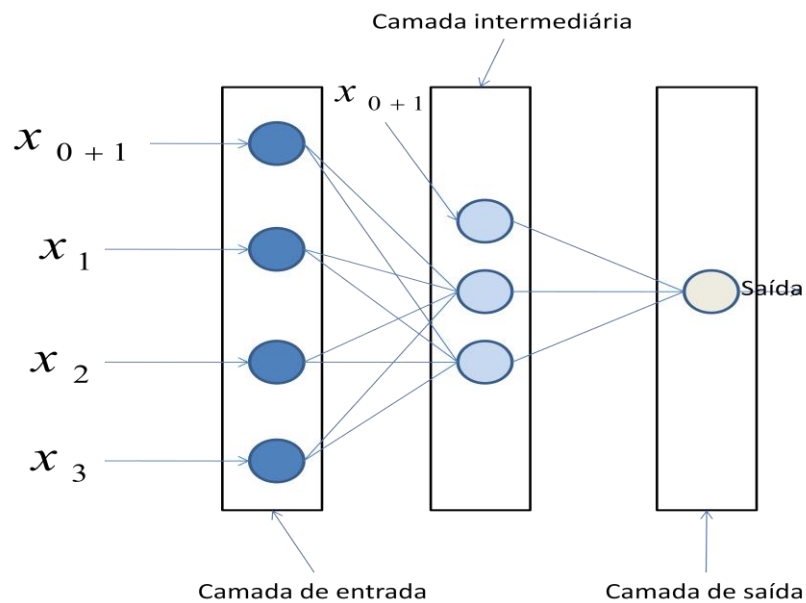 Camada intermediária
x 0 + 1
x 0 + 1
x 1
Saída
x 2
x 3
Camada de entrada
Camada de saída